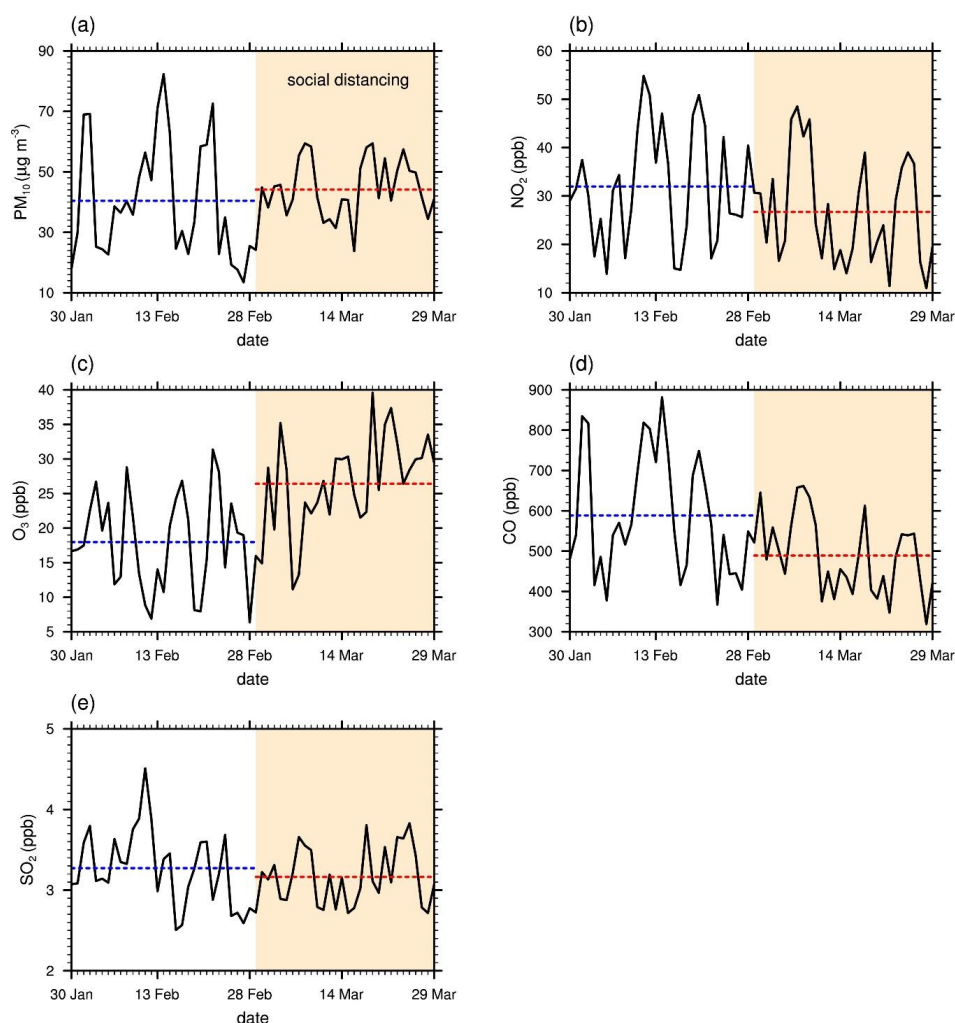 (a)
90
70
50
30
10
PM₁₀ (µg m⁻³)
social distancing
30 Jan 13 Feb 28 Feb 14 Mar 29 Mar
date
(b)
60
50
40
30
20
10
NO₂ (ppb)
30 Jan 13 Feb 28 Feb 14 Mar 29 Mar
date
(c)
40
35
30
25
20
15
10
5
O₃ (ppb)
30 Jan 13 Feb 28 Feb 14 Mar 29 Mar
date
(d)
900
800
700
600
500
400
300
CO (ppb)
30 Jan 13 Feb 28 Feb 14 Mar 29 Mar
date
(e)
5
4
3
2
SO₂ (ppb)
30 Jan 13 Feb 28 Feb 14 Mar 29 Mar
date